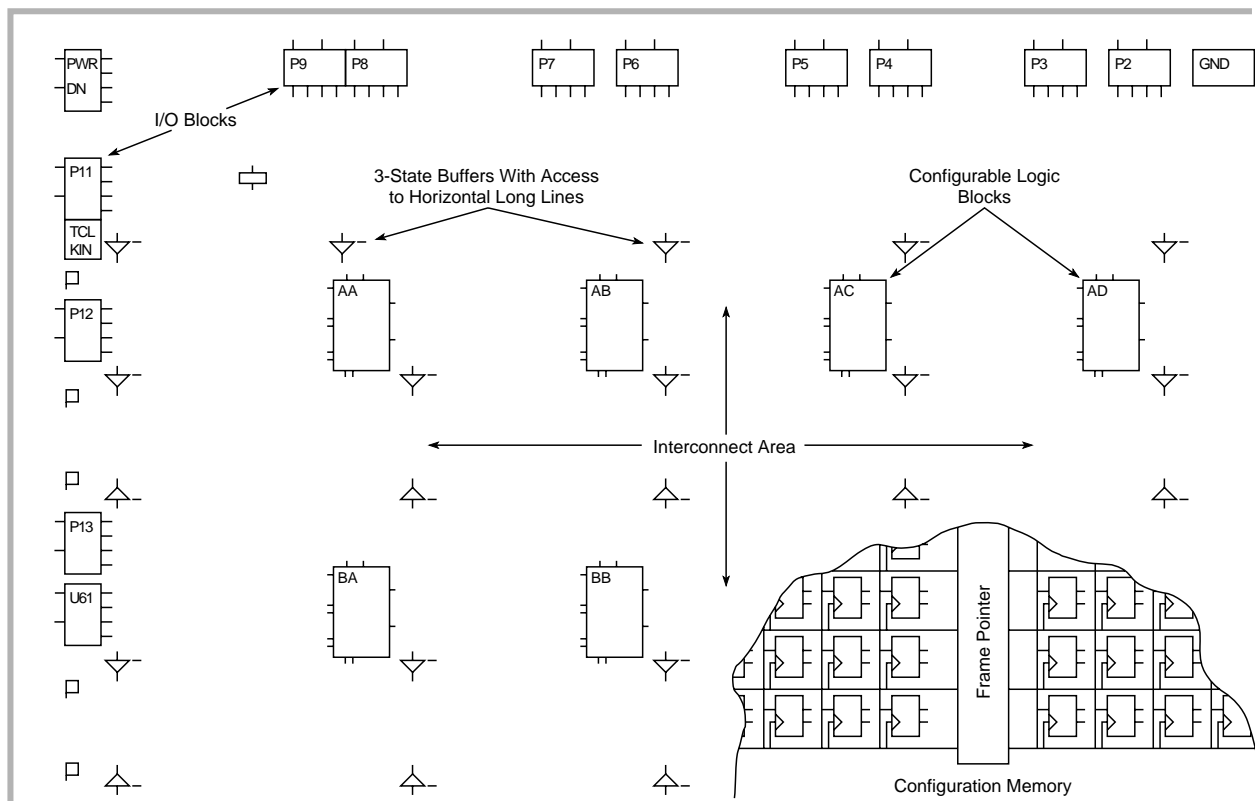 PWR
DN
P9
P8
P7
P6
P5
P4
P3
P2
GND
I/O Blocks
P11
TCL
KIN
3-State Buffers With Access
to Horizontal Long Lines
Configurable Logic
Blocks
AA
AB
AC
AD
P12
Interconnect Area
P13
U61
BA
BB
Frame Pointer
Configuration Memory